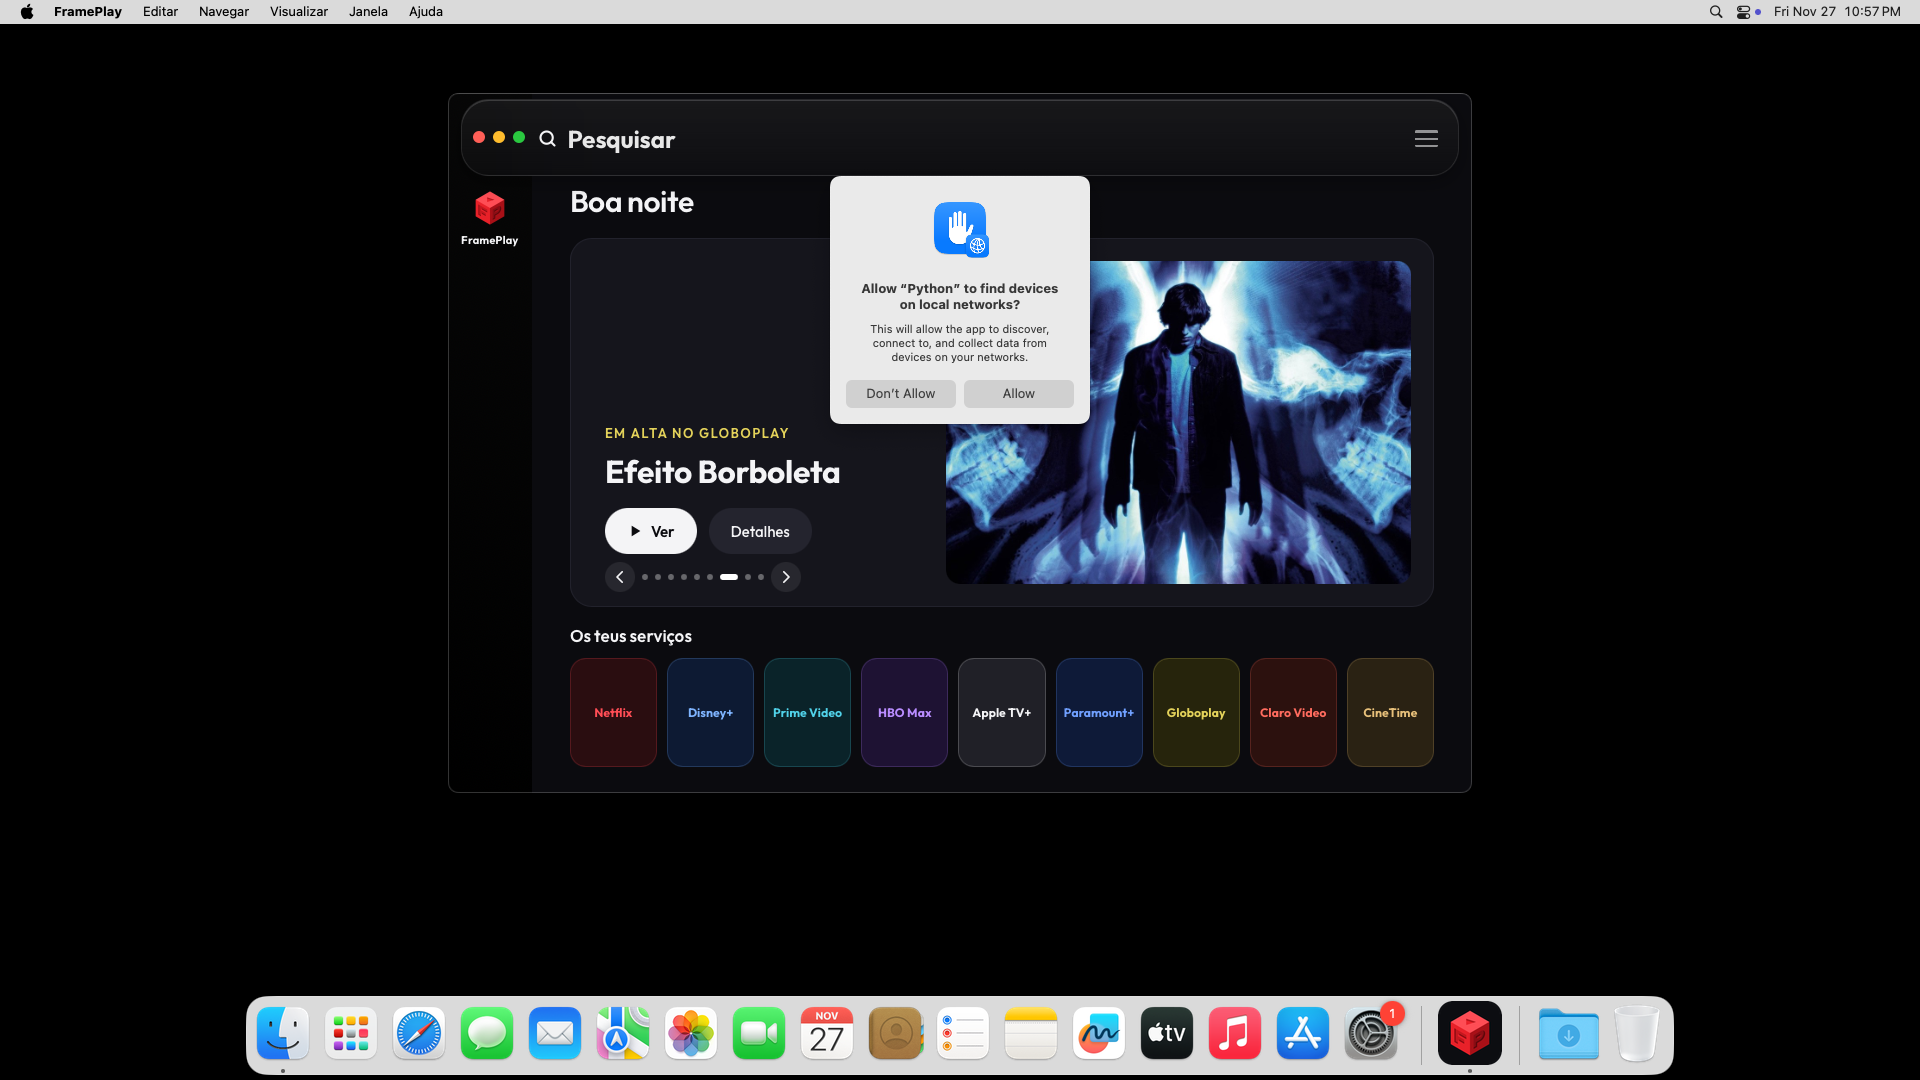 FramePlay Editar Navegar Visualizar Janela Ajuda Fri Nov 27 10:57 PM
Pesquisar
FramePlay
Boa noite
Allow “Python” to find devices
on local networks?
This will allow the app to discover,
connect to, and collect data from
devices on your networks.
Don’t Allow Allow
EM ALTA NO GLOBOPLAY
Efeito Borboleta
Ver Detalhes
Os teus serviços
Netflix Disney+ Prime Video HBO Max Apple TV+ Paramount+ Globoplay Claro Video CineTime
NOV
27
tv
1